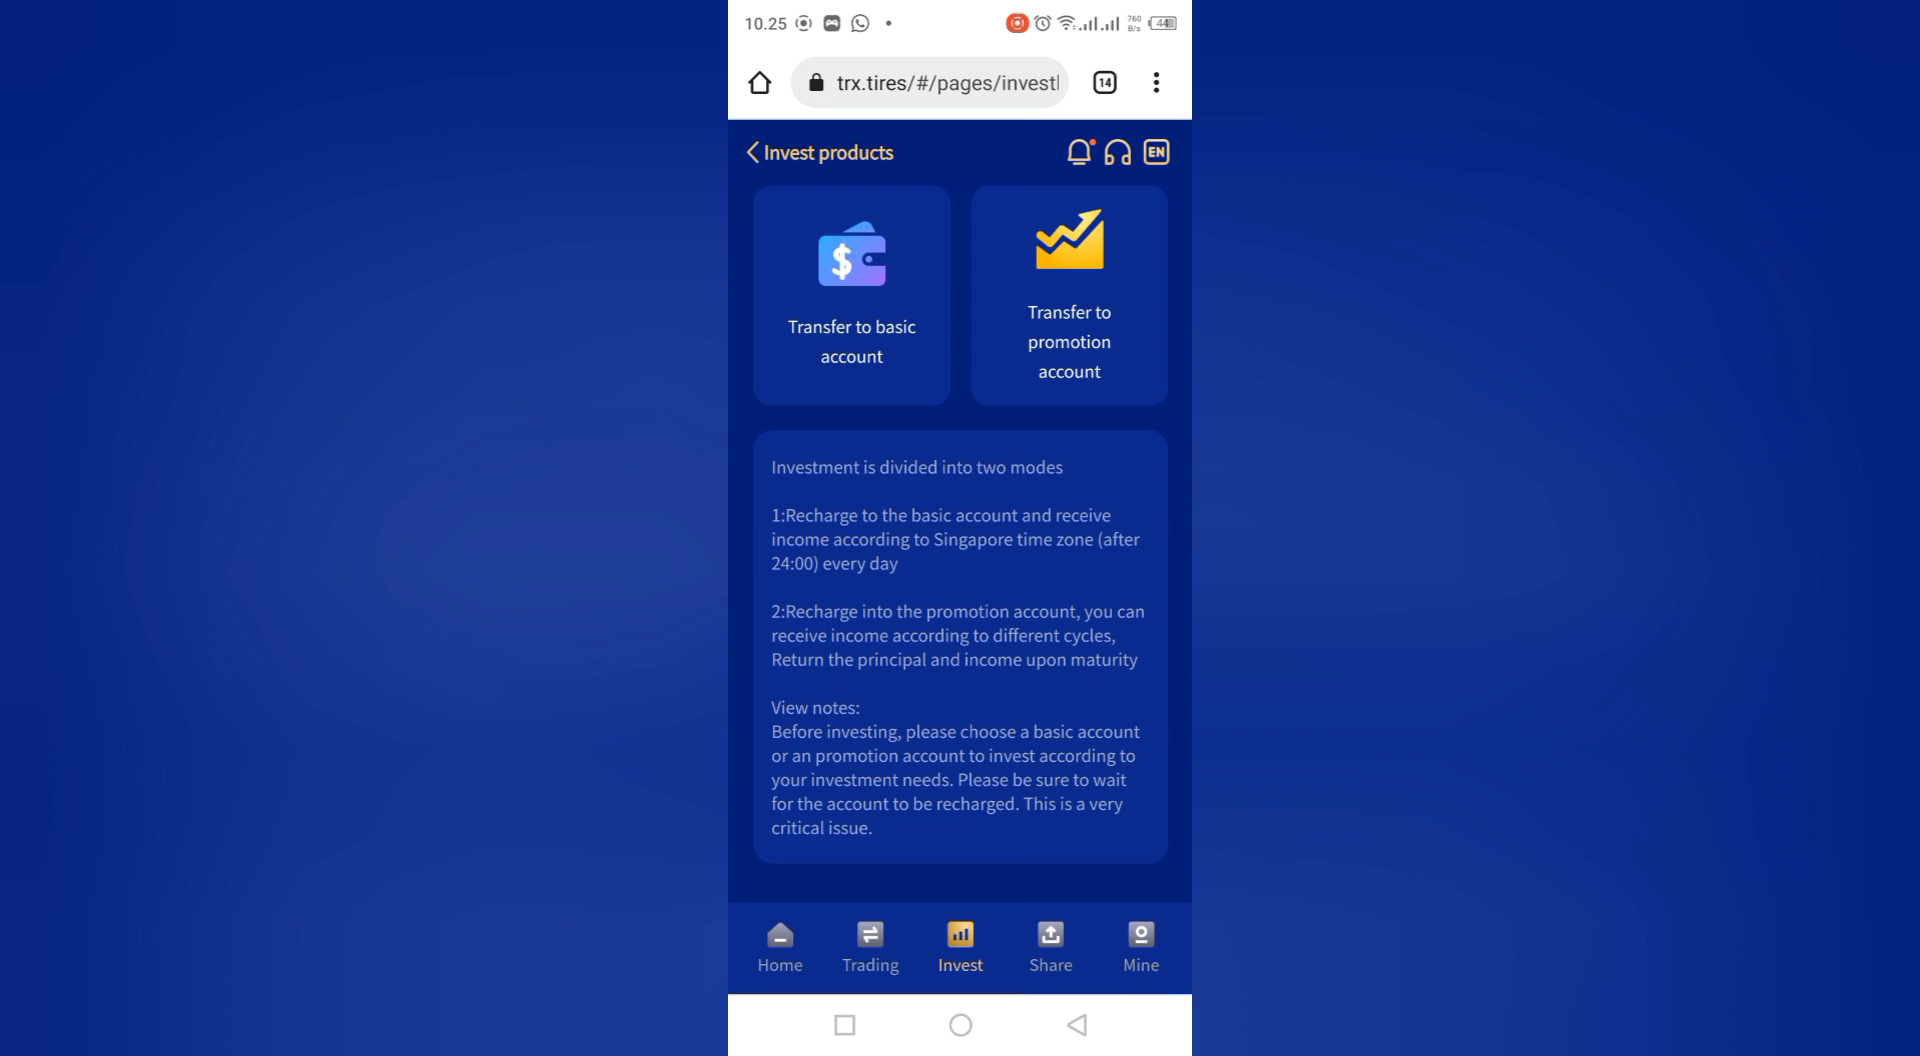 10.25
760
B/s
44
trx.tires/#/pages/invest
14
Invest products
EN
$
Transfer to basic
account
Transfer to
promotion
account
Investment is divided into two modes
1:Recharge to the basic account and receive
income according to Singapore time zone (after
24:00) every day
2:Recharge into the promotion account, you can
receive income according to different cycles,
Return the principal and income upon maturity
View notes:
Before investing, please choose a basic account
or an promotion account to invest according to
your investment needs. Please be sure to wait
for the account to be recharged. This is a very
critical issue.
Home
Trading
Invest
Share
Mine